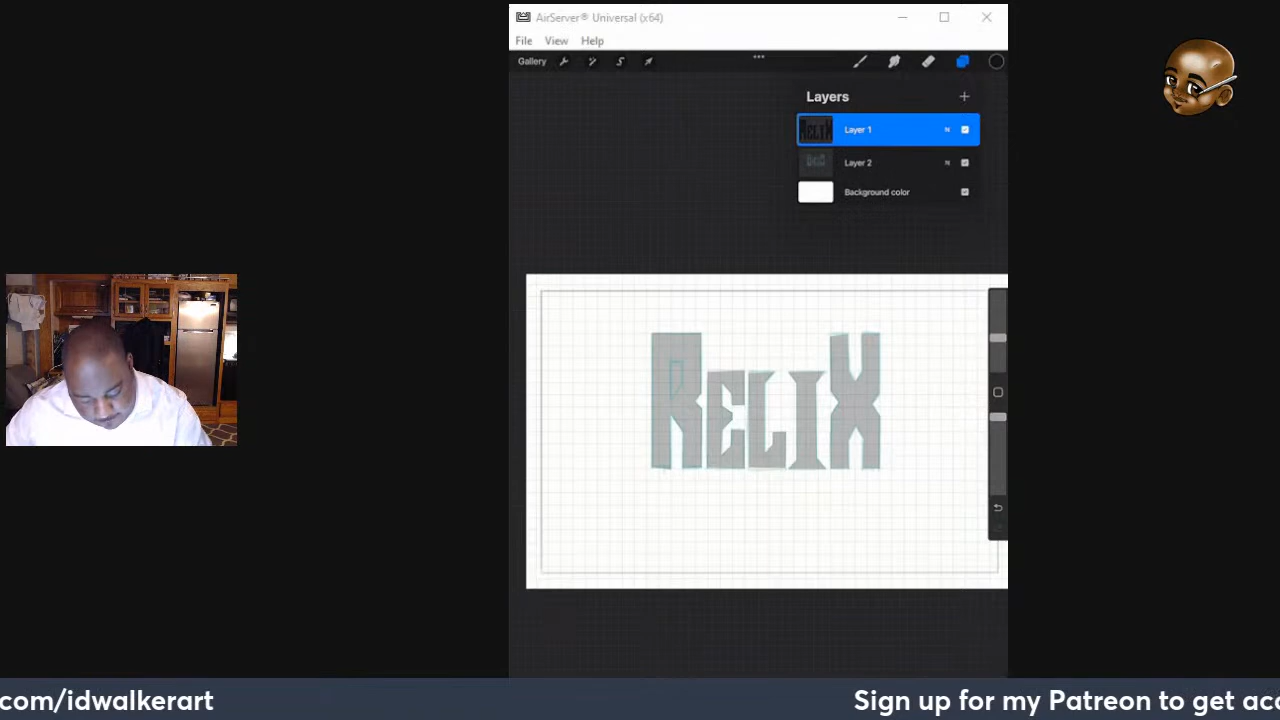 AirServer® Universal (x64)
File View Help
Gallery
Layers
Layer 1 N
Layer 2 N
Background color
RELIX
.com/idwalkerart
Sign up for my Patreon to get acc